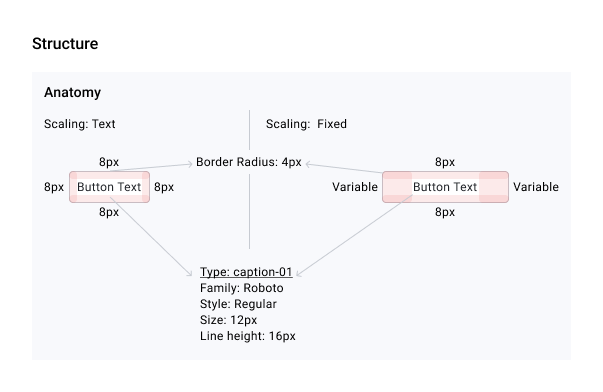 Structure
Anatomy
Scaling: Text
Scaling: Fixed
8px
Border Radius: 4px
8px
8px
Button Text
8px
Variable
Button Text
Variable
8px
8px
Type: caption-01
Family: Roboto
Style: Regular
Size: 12px
Line height: 16px